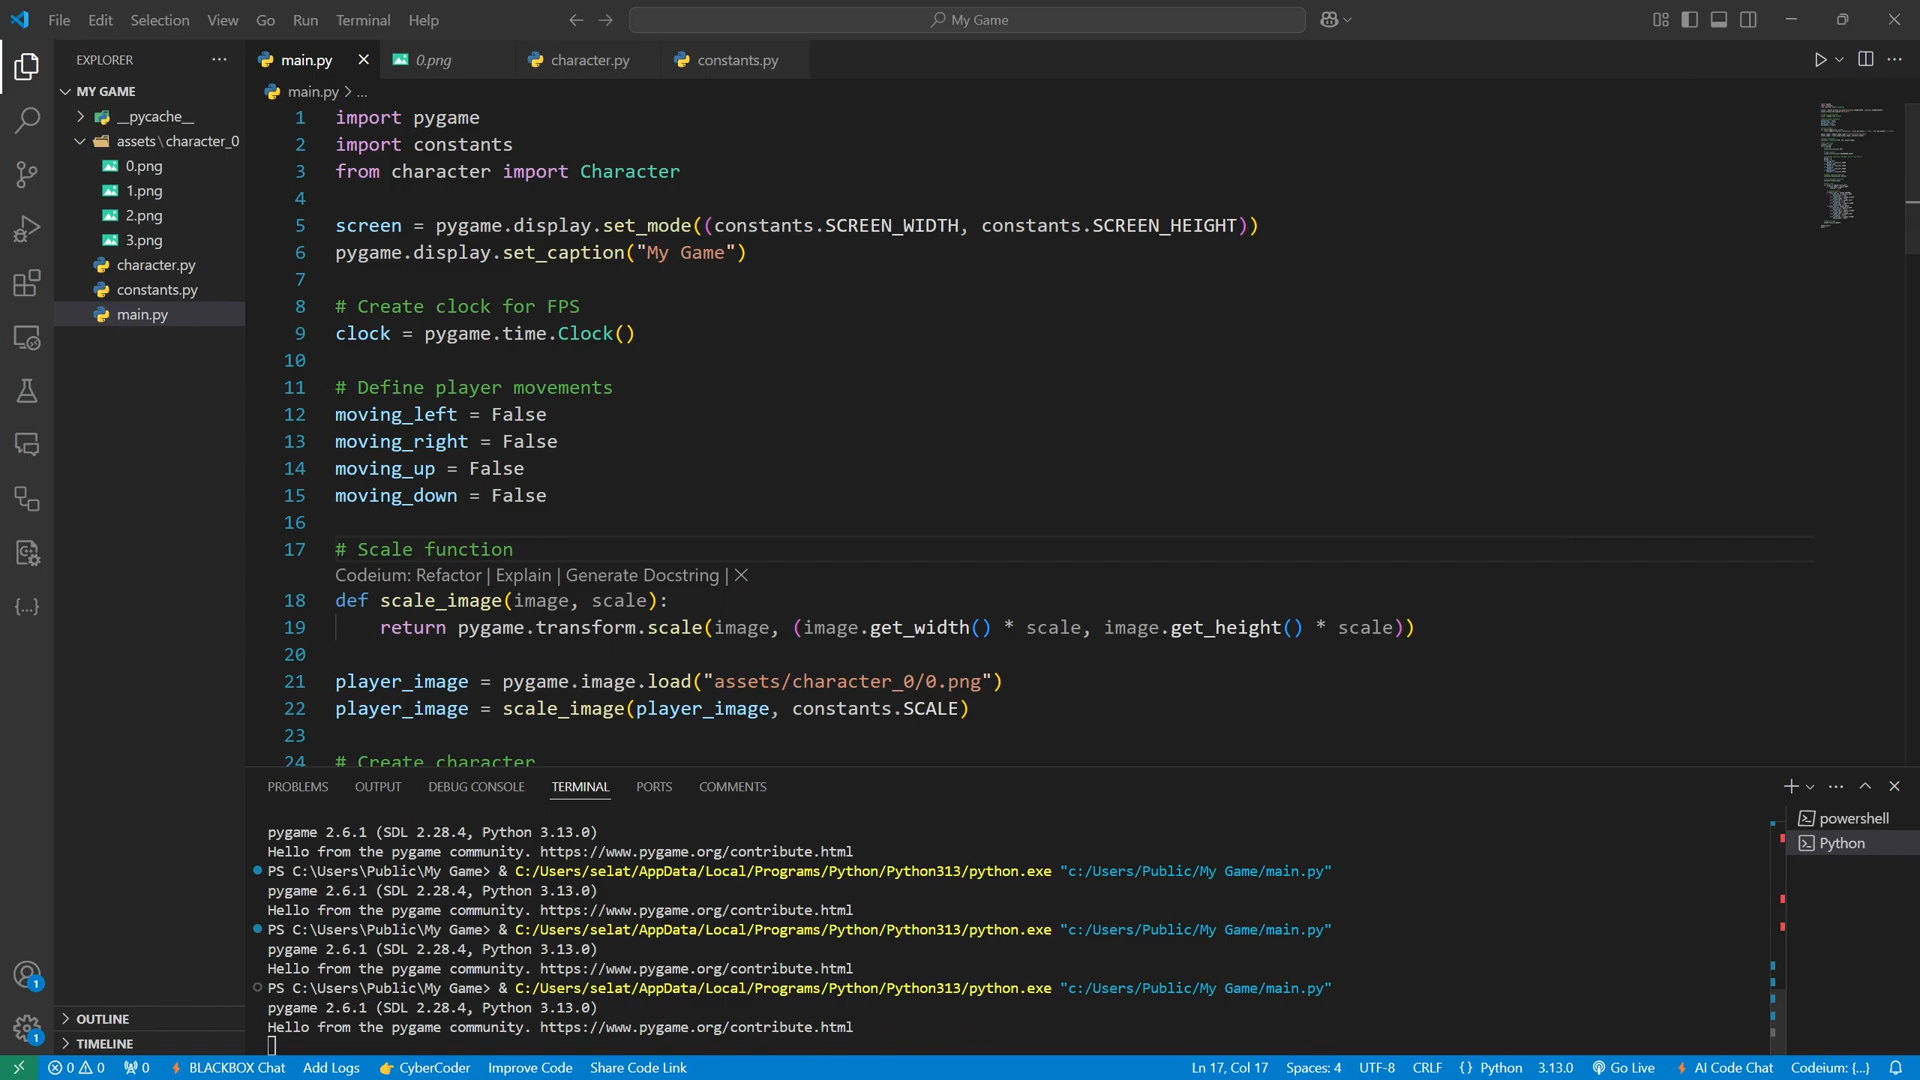 File Edit Selection View Go Run Terminal Help
My Game
EXPLORER
main.py
0.png
character.py
constants.py
MY GAME
main.py > ...
__pycache__
assets\character_0
0.png
1.png
2.png
3.png
character.py
constants.py
main.py
1 import pygame
2 import constants
3 from character import Character
4
5 screen = pygame.display.set_mode((constants.SCREEN_WIDTH, constants.SCREEN_HEIGHT))
6 pygame.display.set_caption("My Game")
7
8 # Create clock for FPS
9 clock = pygame.time.Clock()
10
11 # Define player movements
12 moving_left = False
13 moving_right = False
14 moving_up = False
15 moving_down = False
16
17 # Scale function
Codeium: Refactor | Explain | Generate Docstring | ×
18 def scale_image(image, scale):
19 return pygame.transform.scale(image, (image.get_width() * scale, image.get_height() * scale))
20
21 player_image = pygame.image.load("assets/character_0/0.png")
22 player_image = scale_image(player_image, constants.SCALE)
23
24 # Create character
PROBLEMS OUTPUT DEBUG CONSOLE TERMINAL PORTS COMMENTS
pygame 2.6.1 (SDL 2.28.4, Python 3.13.0)
Hello from the pygame community. https://www.pygame.org/contribute.html
PS C:\Users\Public\My Game> & C:/Users/selat/AppData/Local/Programs/Python/Python313/python.exe "c:/Users/Public/My Game/main.py"
pygame 2.6.1 (SDL 2.28.4, Python 3.13.0)
Hello from the pygame community. https://www.pygame.org/contribute.html
PS C:\Users\Public\My Game> & C:/Users/selat/AppData/Local/Programs/Python/Python313/python.exe "c:/Users/Public/My Game/main.py"
pygame 2.6.1 (SDL 2.28.4, Python 3.13.0)
Hello from the pygame community. https://www.pygame.org/contribute.html
PS C:\Users\Public\My Game> & C:/Users/selat/AppData/Local/Programs/Python/Python313/python.exe "c:/Users/Public/My Game/main.py"
pygame 2.6.1 (SDL 2.28.4, Python 3.13.0)
Hello from the pygame community. https://www.pygame.org/contribute.html
powershell
Python
1
1
OUTLINE
TIMELINE
0 0 0 BLACKBOX Chat Add Logs CyberCoder Improve Code Share Code Link Ln 17, Col 17 Spaces: 4 UTF-8 CRLF {} Python 3.13.0 Go Live AI Code Chat Codeium: {...}